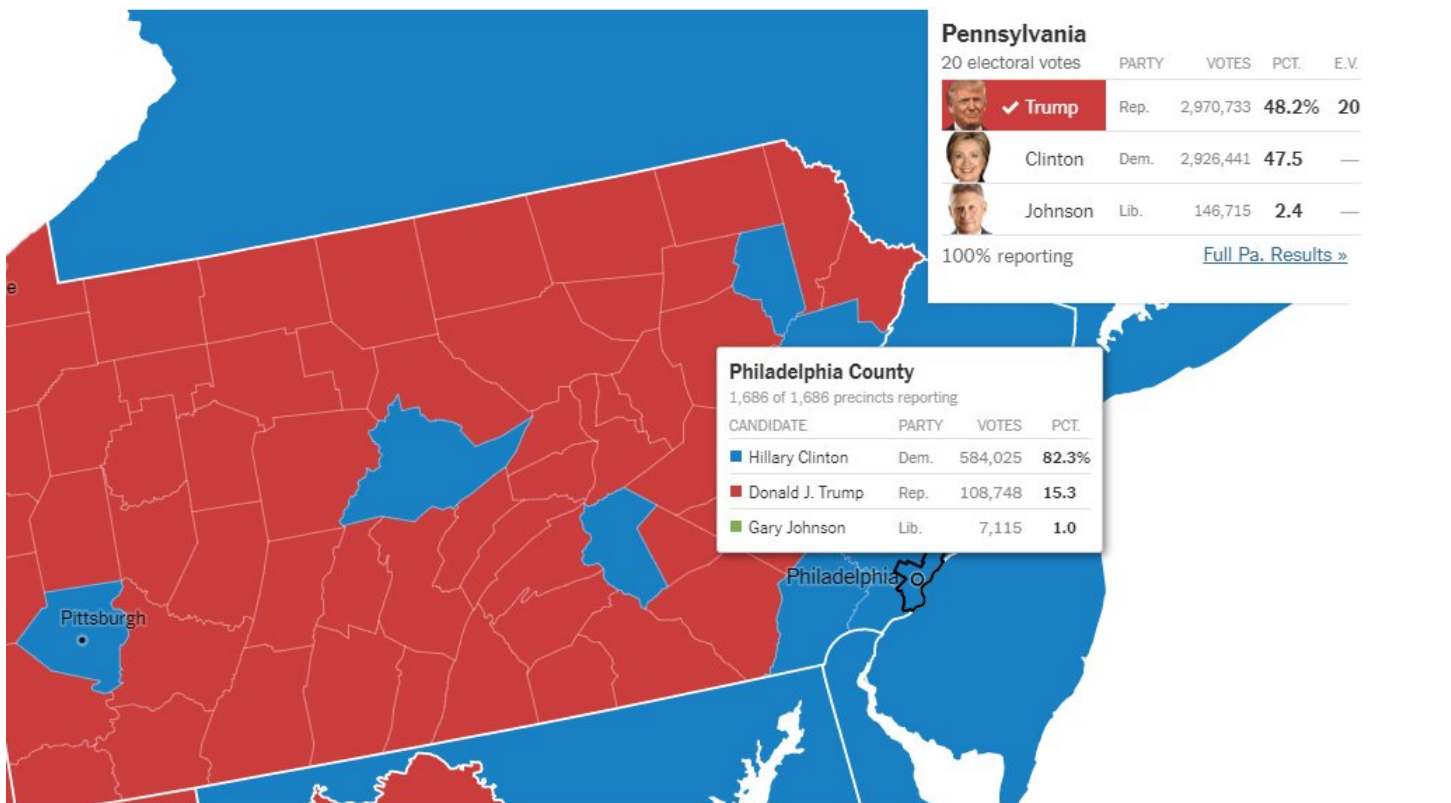 Pennsylvania
20 electoral votes PARTY VOTES PCT. E.V.
✓ Trump Rep. 2,970,733 48.2% 20
Clinton Dem. 2,926,441 47.5 —
Johnson Lib. 146,715 2.4 —
100% reporting Full Pa. Results »
e
Philadelphia County
1,686 of 1,686 precincts reporting
CANDIDATE PARTY VOTES PCT.
Hillary Clinton Dem. 584,025 82.3%
Donald J. Trump Rep. 108,748 15.3
Gary Johnson Lib. 7,115 1.0
Philadelphia
Pittsburgh